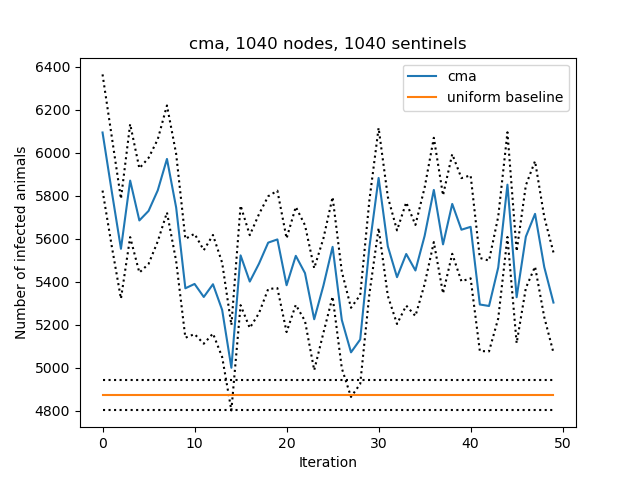 cma, 1040 nodes, 1040 sentinels
6400
6200
6000
5800
5600
5400
5200
5000
4800
Number of infected animals
cma
uniform baseline
0 10 20 30 40 50
Iteration